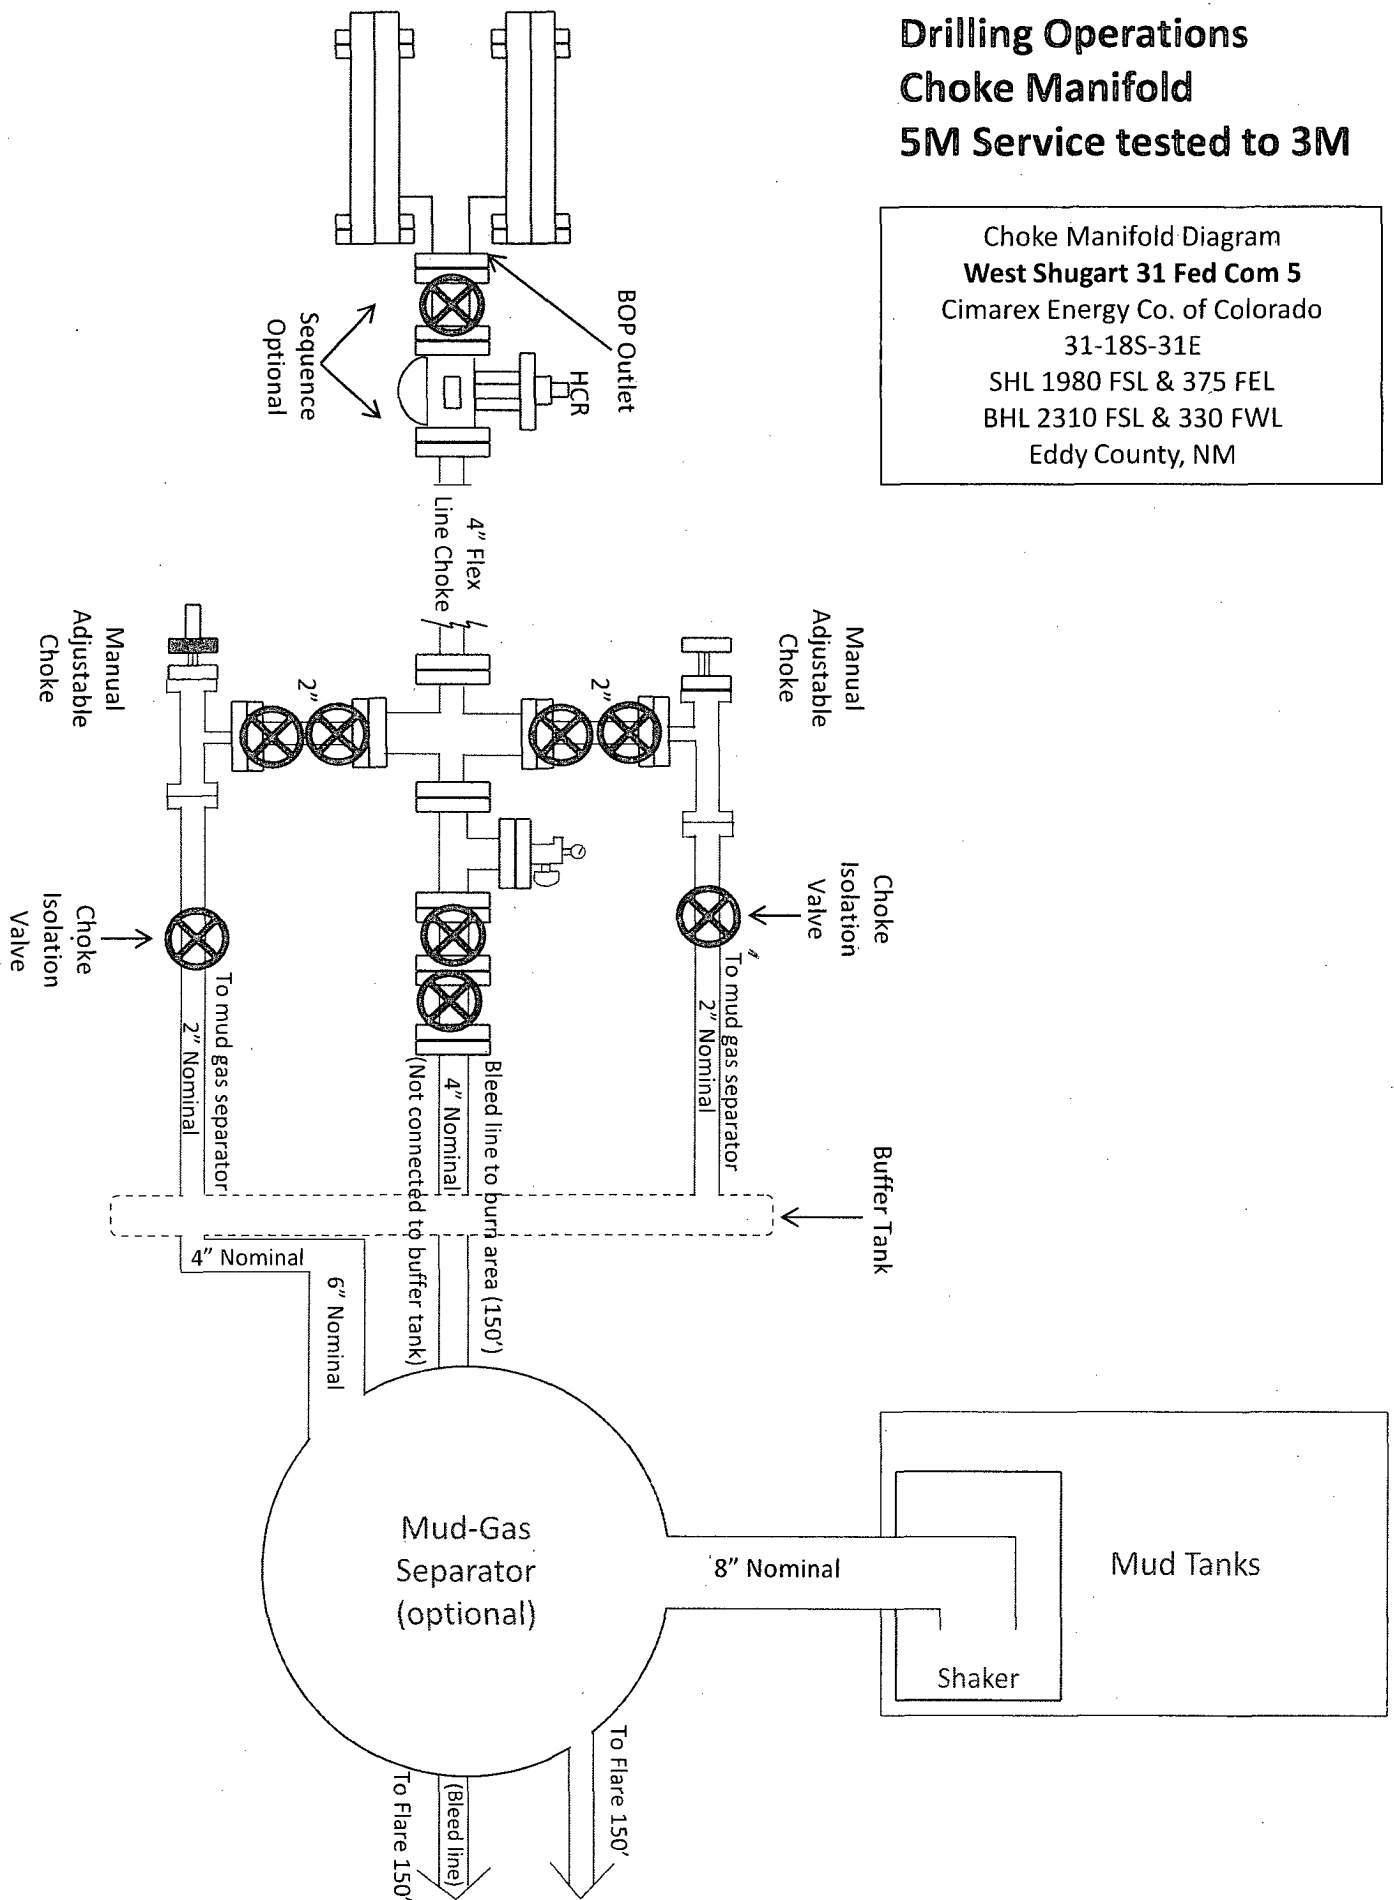 Drilling Operations
Choke Manifold
5M Service tested to 3M
Choke Manifold Diagram
West Shugart 31 Fed Com 5
Cimarex Energy Co. of Colorado
31-18S-31E
SHL 1980 FSL & 375 FEL
BHL 2310 FSL & 330 FWL
Eddy County, NM
BOP Outlet
HCR
Sequence
Optional
4" Flex
Line Choke
Manual
Adjustable
Choke
2"
2"
Manual
Adjustable
Choke
Choke
Isolation
Valve
Choke
Isolation
Valve
To mud gas separator
2" Nominal
To mud gas separator
2" Nominal
Bleed line to burn area (150')
4" Nominal
(Not connected to buffer tank)
Buffer Tank
4" Nominal
6" Nominal
Mud-Gas
Separator
(optional)
8" Nominal
Mud Tanks
Shaker
To Flare 150'
(Bleed line)
To Flare 150'